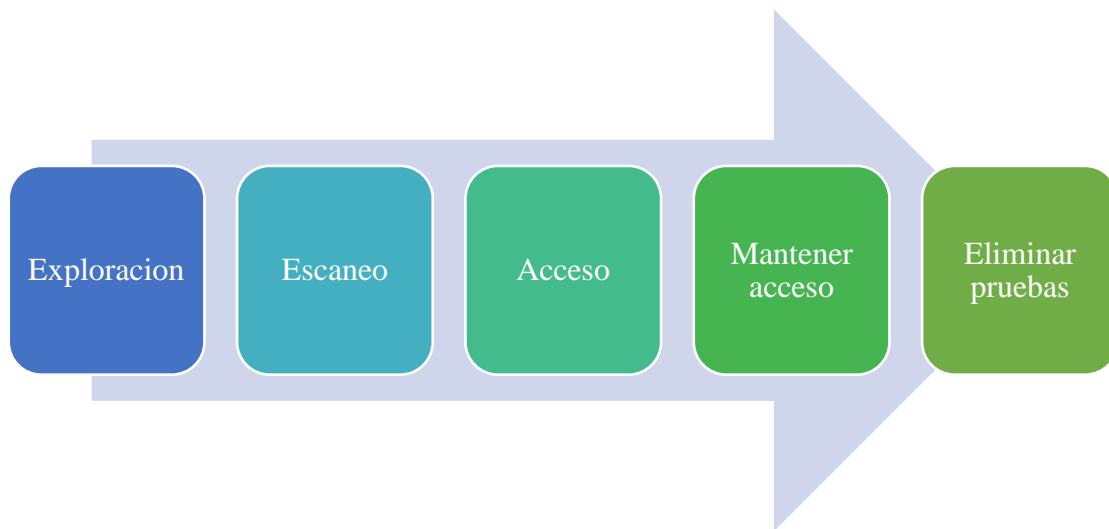 Exploracion
Escaneo
Acceso
Mantener
acceso
Eliminar
pruebas